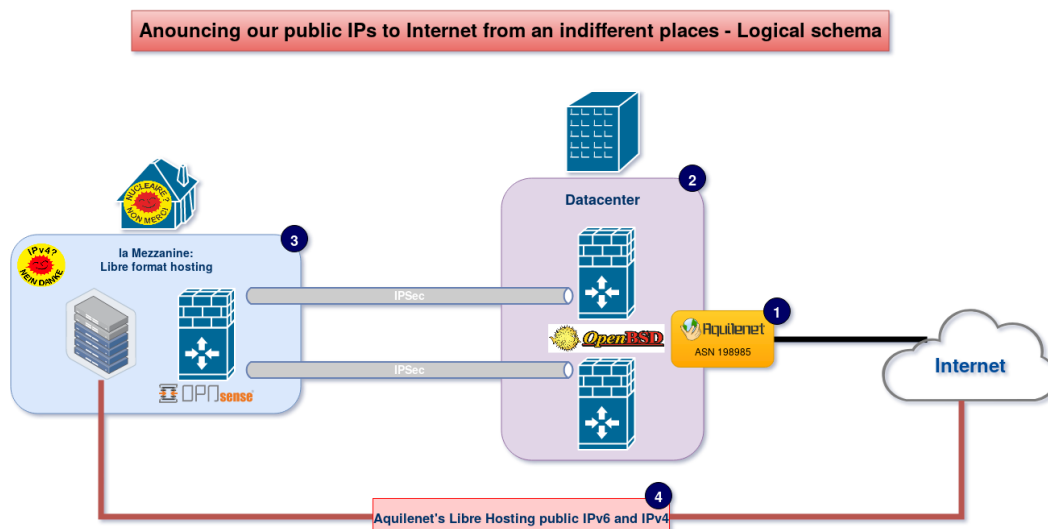 Anouncing our public IPs to Internet from an indifferent places - Logical schema
NUCLEAIRE ?
NON MERCI
2
Datacenter
3
IPv4?
NEIN DANKE
la Mezzanine:
Libre format hosting
IPSec
1
Aquilenet
ASN 198985
OpenBSD
Internet
IPSec
OPNsense®
4
Aquilenet's Libre Hosting public IPv6 and IPv4